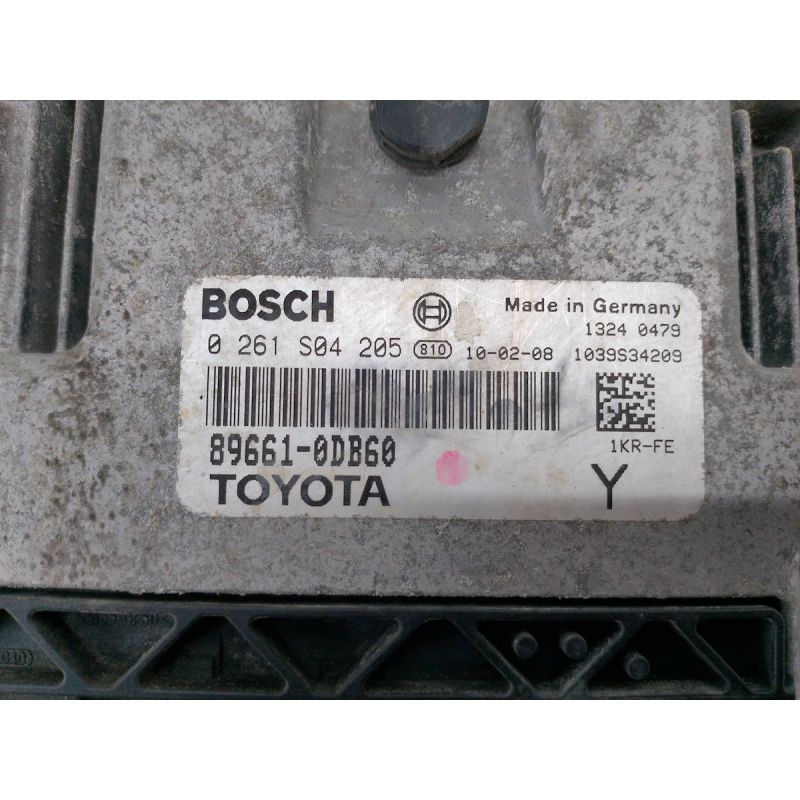 BOSCH Made in Germany
1324 0479
0 261 S04 205 810 10-02-08 1039S34209
89661-0DB60 1KR-FE
TOYOTA Y